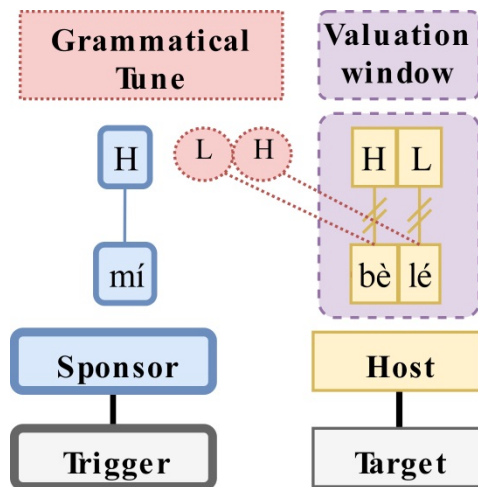 Grammatical
Tune
Valuation
window
H
L
H
H
L
mí
bè
lé
Sponsor
Host
Trigger
Target